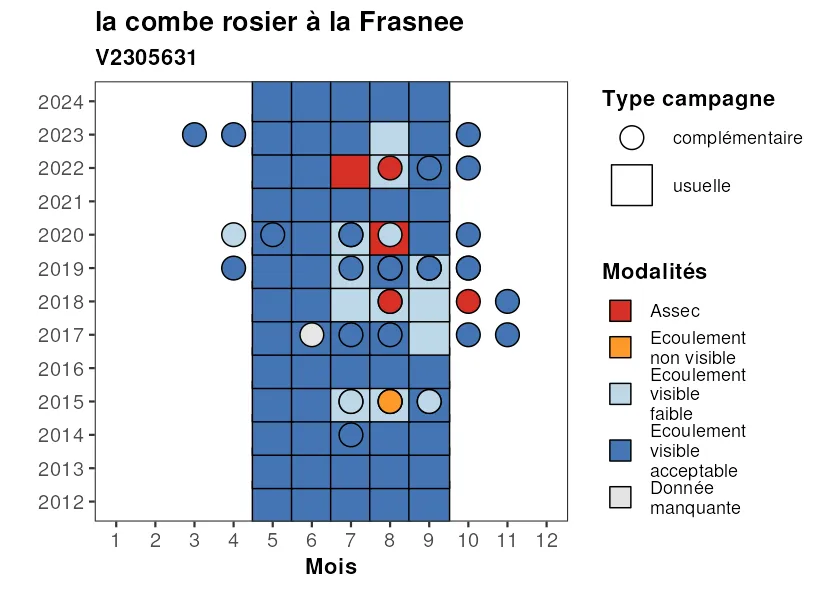 la combe rosier à la Frasnee
V2305631
2024
2023
2022
2021
2020
2019
2018
2017
2016
2015
2014
2013
2012
1 2 3 4 5 6 7 8 9 10 11 12
Mois
Type campagne
complémentaire
usuelle
Modalités
Assec
Ecoulement
non visible
Ecoulement
visible
faible
Ecoulement
visible
acceptable
Donnée
manquante